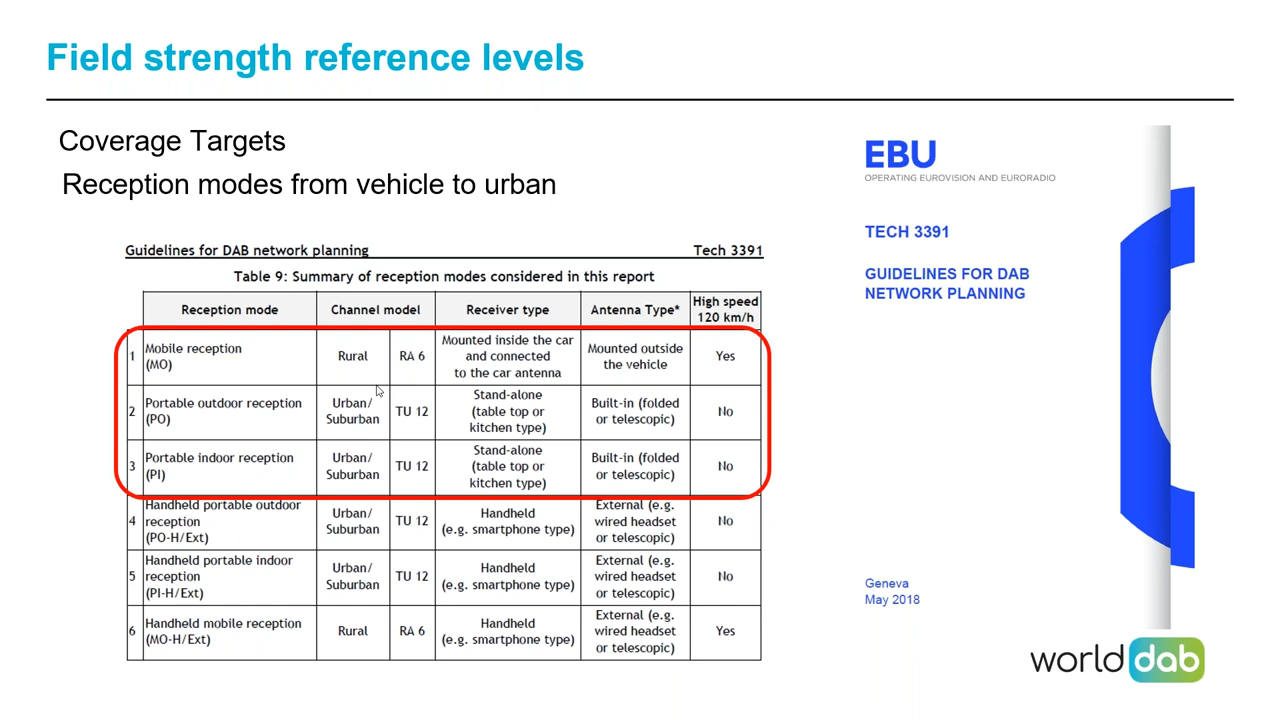 Field strength reference levels
Coverage Targets
Reception modes from vehicle to urban
Guidelines for DAB network planning Tech 3391
Table 9: Summary of reception modes considered in this report
Reception mode Channel model Receiver type Antenna Type* High speed
120 km/h
1 Mobile reception
(MO) Rural RA 6 Mounted inside the car
and connected
to the car antenna Mounted outside
the vehicle Yes
2 Portable outdoor reception
(PO) Urban/
Suburban TU 12 Stand-alone
(table top or
kitchen type) Built-in (folded
or telescopic) No
3 Portable indoor reception
(PI) Urban/
Suburban TU 12 Stand-alone
(table top or
kitchen type) Built-in (folded
or telescopic) No
4 Handheld portable outdoor
reception
(PO-H/Ext) Urban/
Suburban TU 12 Handheld
(e.g. smartphone type) External (e.g.
wired headset
or telescopic) No
5 Handheld portable indoor
reception
(PI-H/Ext) Urban/
Suburban TU 12 Handheld
(e.g. smartphone type) External (e.g.
wired headset
or telescopic) No
6 Handheld mobile reception
(MO-H/Ext) Rural RA 6 Handheld
(e.g. smartphone type) External (e.g.
wired headset
or telescopic) Yes
EBU
OPERATING EUROVISION AND EURORADIO
TECH 3391
GUIDELINES FOR DAB
NETWORK PLANNING
Geneva
May 2018
world dab